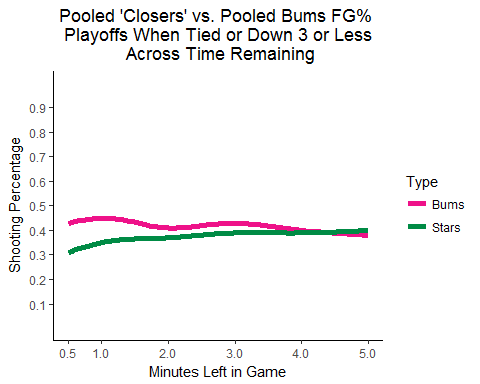 Pooled 'Closers' vs. Pooled Bums FG%
Playoffs When Tied or Down 3 or Less
Across Time Remaining
Shooting Percentage
0.9
0.8
0.7
0.6
0.5
0.4
0.3
0.2
0.1
0.5 1.0 2.0 3.0 4.0 5.0
Minutes Left in Game
Type
Bums
Stars